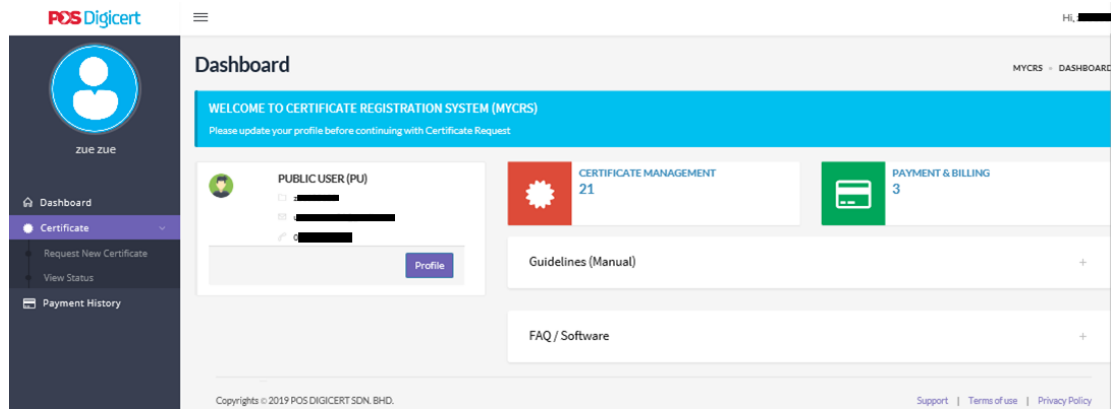 POS Digicert
Hi,
zue zue
Dashboard
Certificate
Request New Certificate
View Status
Payment History
Dashboard
MYCRS - DASHBOARD
WELCOME TO CERTIFICATE REGISTRATION SYSTEM (MYCRS)
Please update your profile before continuing with Certificate Request
PUBLIC USER (PU)
Profile
CERTIFICATE MANAGEMENT
21
PAYMENT & BILLING
3
Guidelines (Manual)
FAQ / Software
Copyrights © 2019 POS DIGICERT SDN. BHD.
Support | Terms of use | Privacy Policy